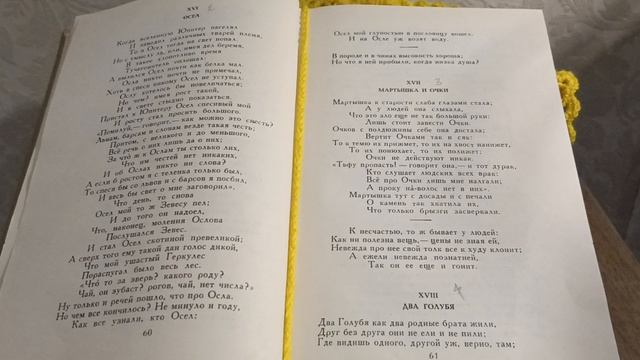 XVI
2
ОСЕЛ
Когда вселенную Юпитер населял
И заводил различных тварей племя,
То и Осел тогда на свет попал.
Но с умыслу ль, или, имея дел беремя,
В такое хлопотливо время
Тучегонитель оплошал:
А вылился Осел почти как белка мал.
Осла никто почти не примечал,
Хоть в спеси никому Осел не уступал.
Ослу хотелось бы повеличаться:
Но чем? имея рост такой,
И в свете стыдно показаться.
Пристал к Юпитеру Осел спесивый мой
И росту стал просить большого.
«Помилуй,— говорит,— как можно это снесть?
Львам, барсам и слонам везде такая честь;
Притом, с великого и до меньшого,
Всё речь о них лишь да о них;
За что ж к Ослам ты столько лих,
Что им честей нет никаких,
И об Ослах никто ни слова?
А если б ростом я с теленка только был,
То спеси бы со львов и с барсов я посбил,
И весь бы свет о мне заговорил».
Что день, то снова
Осел мой то ж Зевесу пел;
И до того он надоел,
Что, наконец, моления Ослова
Послушался Зевес.
И стал Осел скотиной превеликой;
А сверх того ему такой дан голос дикой,
Что мой ушастый Геркулес
Пораспугал было весь лес.
«Что то за зверь? какого роду?
Чай, он зубаст? рогов, чай, нет числа?»
Ну только и речей пошло, что про Осла.
Но чем все кончилось? Не минуло и году,
Как все узнали, кто Осел:
60
Осел мой глупостью в пословицу вошел.
И на Осле уж возят воду.
В породе и в чинах высокость хороша;
Но что в ней прибыли, когда низка душа?
XVII
3
МАРТЫШКА И ОЧКИ
Мартышка к старости слаба глазами стала;
А у людей она слыхала,
Что это зло еще не так большой руки:
Лишь стоит завести Очки.
Очков с полдюжины себе она достала;
Вертит Очками так и сяк:
То к темю их прижмет, то их на хвост нанижет,
То их понюхает, то их полижет;
Очки не действуют никак.
«Тьфу пропасть!— говорит она,— и тот дурак,
Кто слушает людских всех врак:
Всё про Очки лишь мне налгали;
А проку на́-волос нет в них».
Мартышка тут с досады и с печали
О камень так хватила их,
Что только брызги засверкали.
К несчастью, то ж бывает у людей:
Как ни полезна вещь,— цены не зная ей,
Невежда про нее свой толк все к худу клонит;
А ежели невежда познатней,
Так он ее еще и гонит.
4
XVIII
ДВА ГОЛУБЯ
Два Голубя как два родные брата жили,
Друг без друга они не ели и не пили;
Где видишь одного, другой уж, верно, там;
61